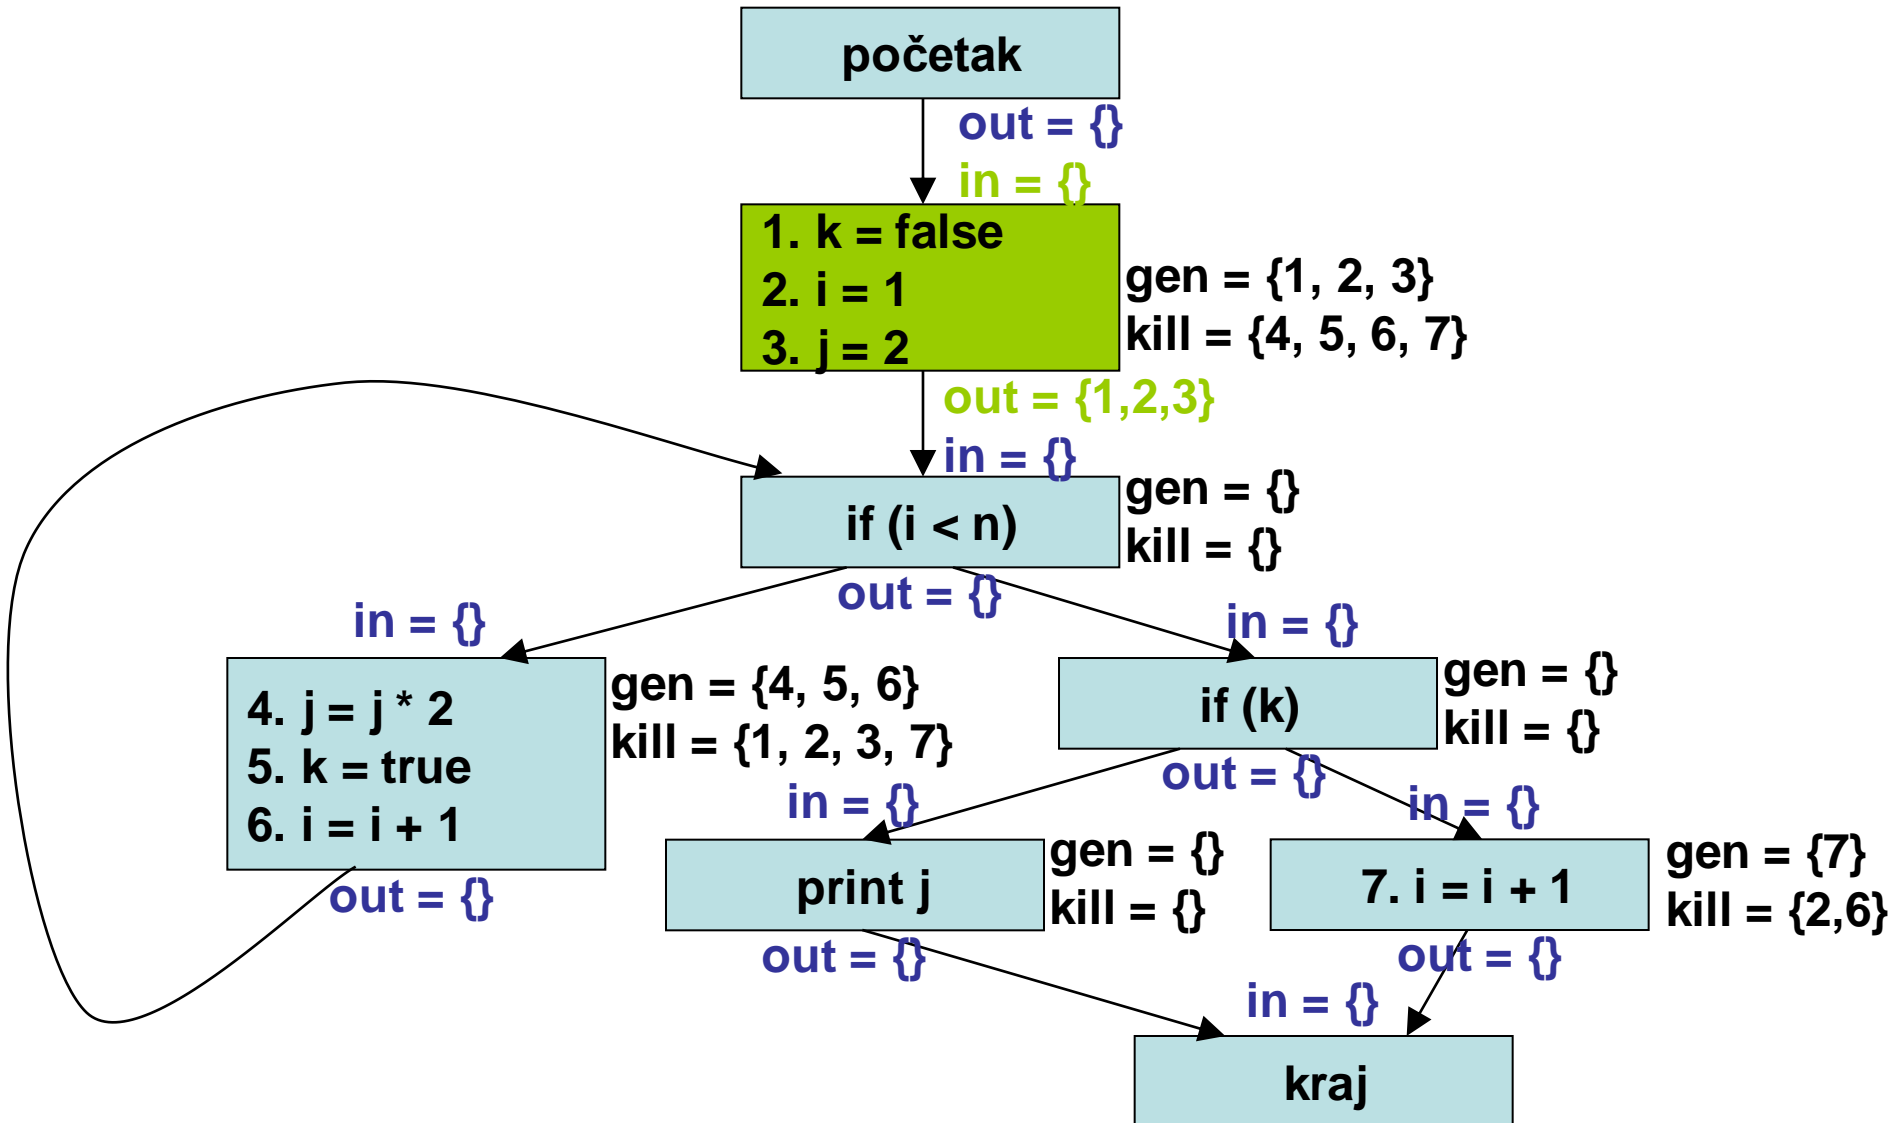 početak
out = {}
in = {}
1. k = false
2. i = 1
3. j = 2
gen = {1, 2, 3}
kill = {4, 5, 6, 7}
out = {1,2,3}
in = {}
if (i < n)
gen = {}
kill = {}
out = {}
in = {}
in = {}
4. j = j * 2
5. k = true
6. i = i + 1
gen = {4, 5, 6}
kill = {1, 2, 3, 7}
out = {}
if (k)
gen = {}
kill = {}
out = {}
in = {}
in = {}
print j
gen = {}
kill = {}
out = {}
7. i = i + 1
gen = {7}
kill = {2,6}
out = {}
in = {}
kraj